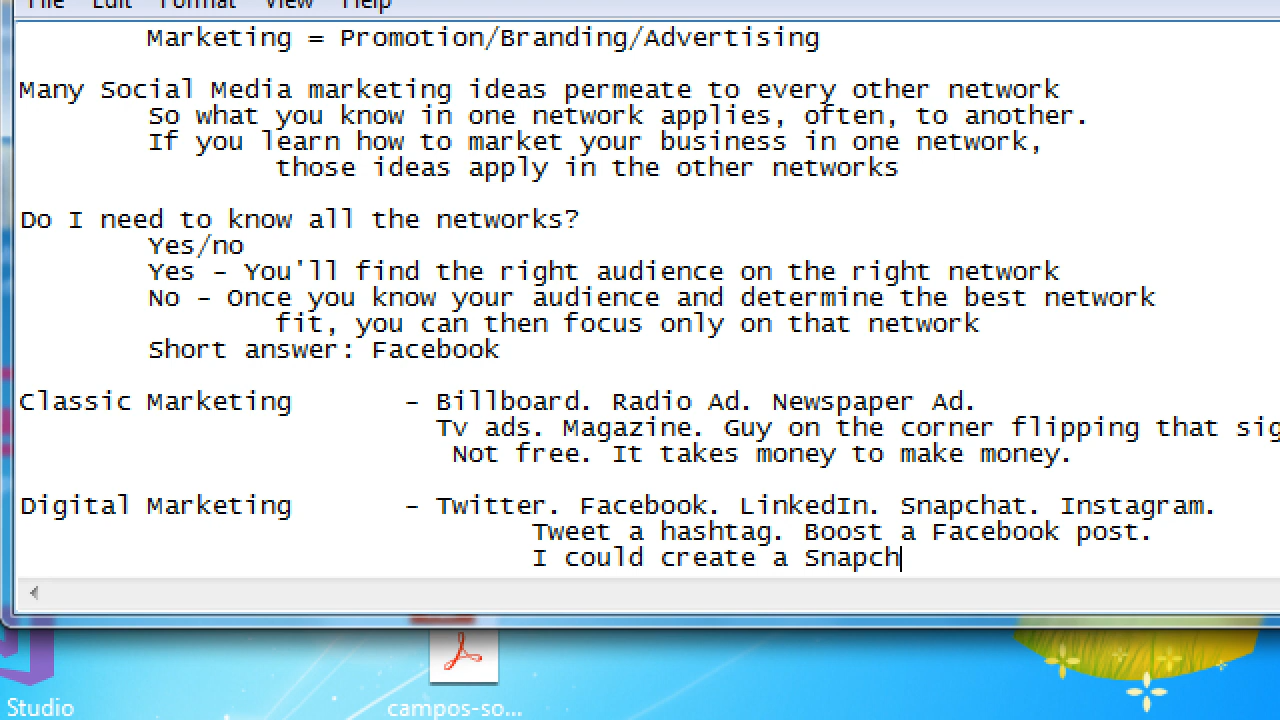 File Edit Format View Help
Marketing = Promotion/Branding/Advertising
Many Social Media marketing ideas permeate to every other network
So what you know in one network applies, often, to another.
If you learn how to market your business in one network,
those ideas apply in the other networks
Do I need to know all the networks?
Yes/no
Yes - You'll find the right audience on the right network
No - Once you know your audience and determine the best network
fit, you can then focus only on that network
Short answer: Facebook
Classic Marketing - Billboard. Radio Ad. Newspaper Ad.
Tv ads. Magazine. Guy on the corner flipping that sig
Not free. It takes money to make money.
Digital Marketing - Twitter. Facebook. LinkedIn. Snapchat. Instagram.
Tweet a hashtag. Boost a Facebook post.
I could create a Snapch
Studio
campos-so...